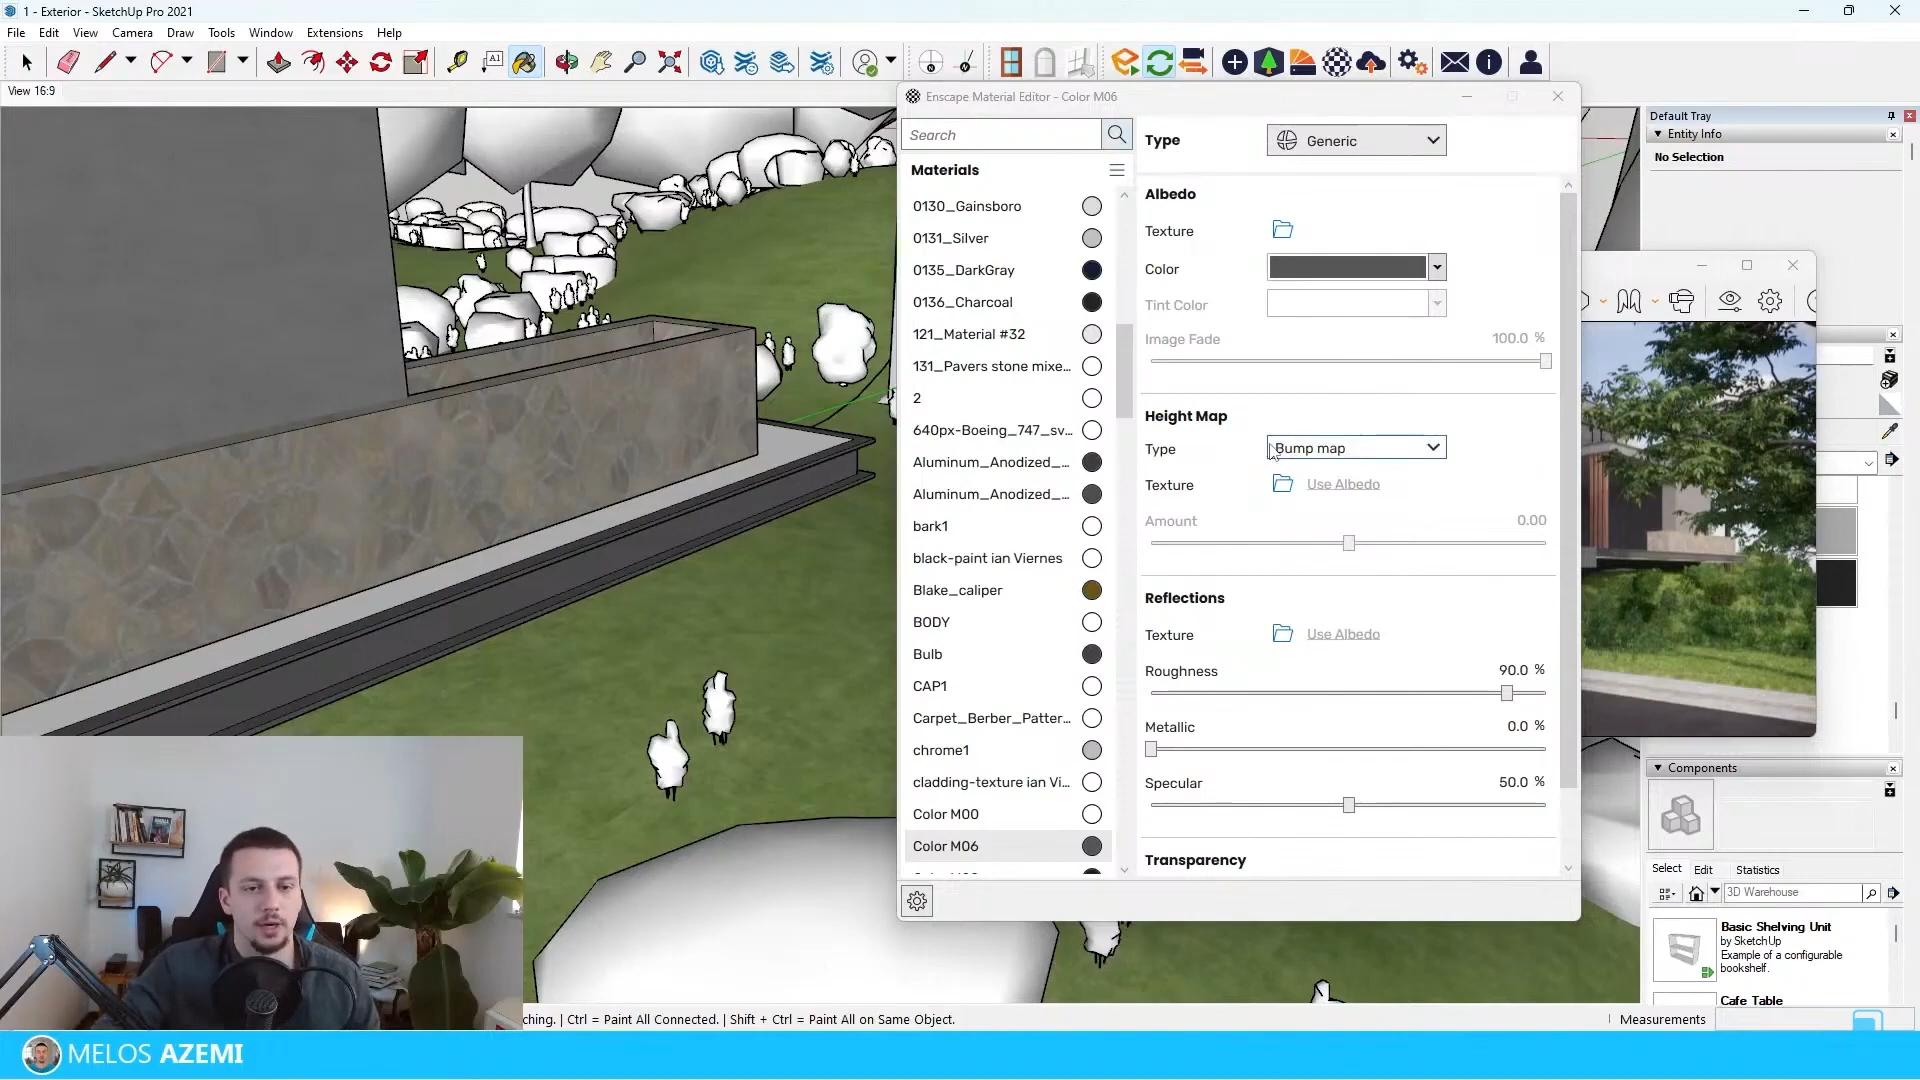 1 - Exterior - SketchUp Pro 2021
File Edit View Camera Draw Tools Window Extensions Help
View 16:9
Enscape Material Editor - Color M06
Search
Materials
0130_Gainsboro
0131_Silver
0135_DarkGray
0136_Charcoal
121_Material #32
131_Pavers stone mixe...
2
640px-Boeing_747_sv...
Aluminum_Anodized_...
Aluminum_Anodized_...
bark1
black-paint ian Viernes
Blake_caliper
BODY
Bulb
CAP1
Carpet_Berber_Patter...
chrome1
cladding-texture ian Vi...
Color M00
Color M06
Type Generic
Albedo
Texture
Color
Tint Color
Image Fade 100.0 %
Height Map
Type Bump map
Texture Use Albedo
Amount 0.00
Reflections
Texture Use Albedo
Roughness 90.0 %
Metallic 0.0 %
Specular 50.0 %
Transparency
Default Tray
Entity Info
No Selection
Components
Select Edit Statistics
3D Warehouse
Basic Shelving Unit
by SketchUp
Example of a configurable
bookshelf.
Cafe Table
ching. | Ctrl = Paint All Connected. | Shift + Ctrl = Paint All on Same Object.
Measurements
MELOS AZEMI